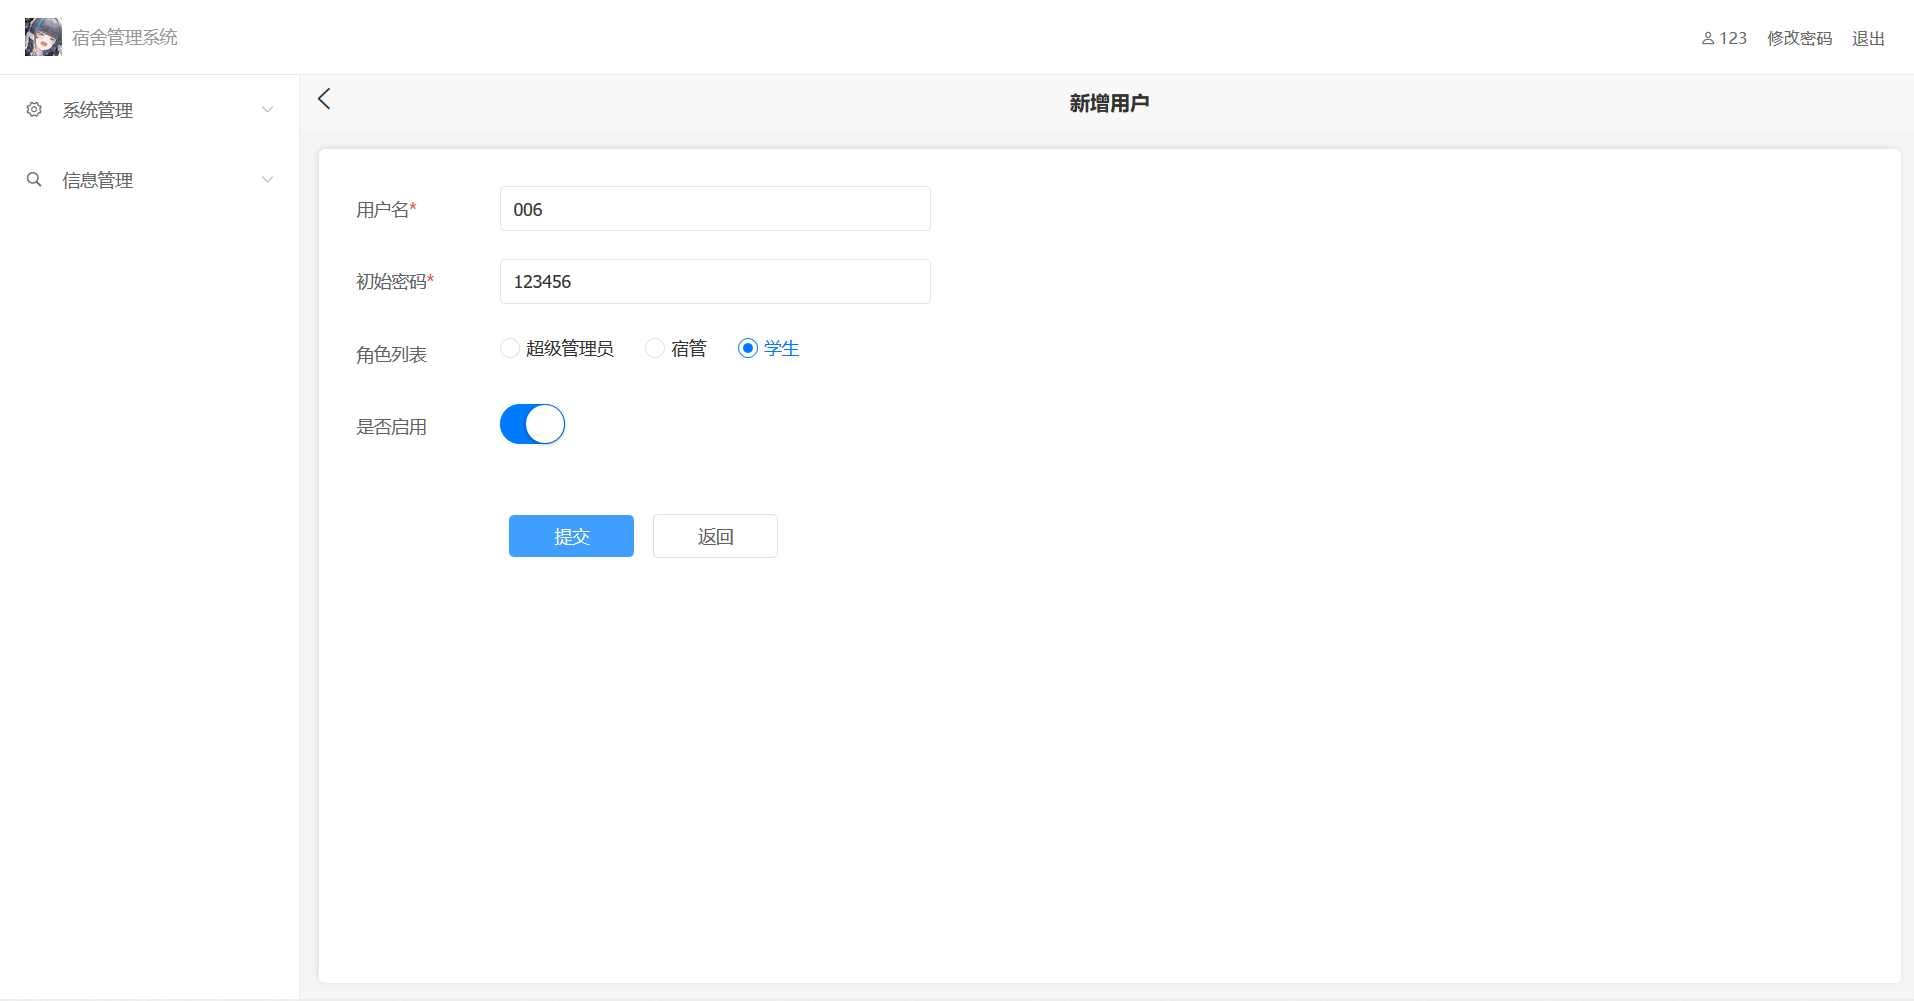 宿舍管理系统
123 修改密码 退出
系统管理
信息管理
新增用户
用户名* 006
初始密码* 123456
角色列表 超级管理员 宿管 学生
是否启用
提交 返回